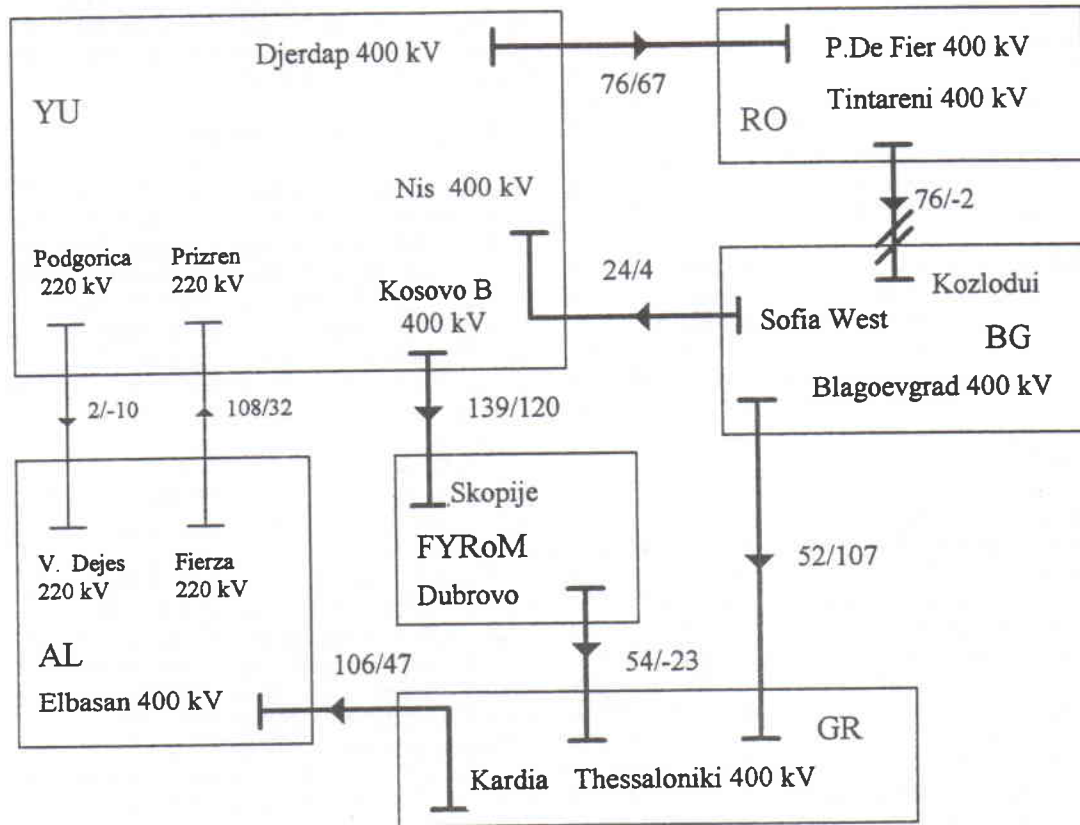 Djerdap 400 kV
76/67
P.De Fier 400 kV
Tintareni 400 kV
YU
RO
Nis 400 kV
76/-2
Podgorica
220 kV
Prizren
220 kV
24/4
Kozlodui
Kosovo B
400 kV
Sofia West
BG
Blagoevgrad 400 kV
2/-10
108/32
139/120
Skopije
FYRoM
Dubrovo
52/107
V. Dejes
220 kV
Fierza
220 kV
AL
106/47
54/-23
Elbasan 400 kV
GR
Kardia Thessaloniki 400 kV